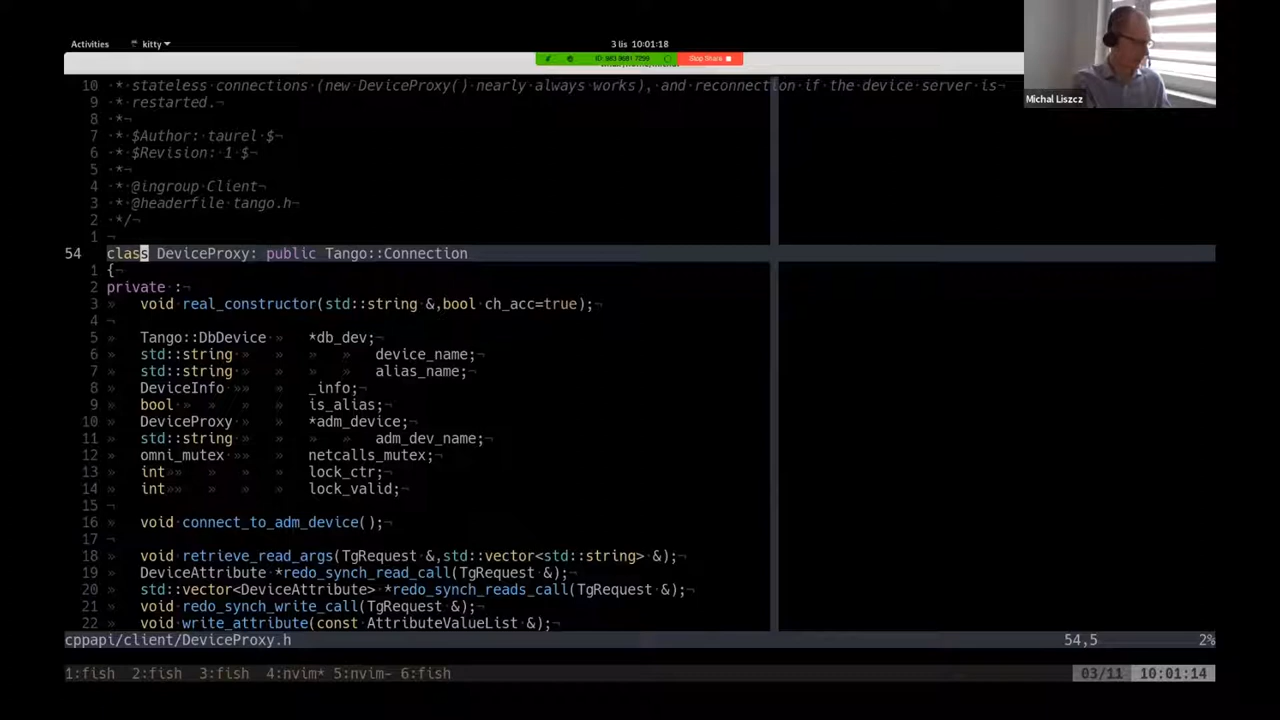 Activities kitty 3 lis 10:01:18
ID: 983 9681 7299 Stop Share
10 * stateless connections (new DeviceProxy() nearly always works), and reconnection if the device server is¬
9 * restarted.¬
8 *¬
7 * $Author: taurel $¬
6 * $Revision: 1 $¬
5 *¬
4 * @ingroup Client¬
3 * @headerfile tango.h¬
2 */¬
1 ¬
54 class DeviceProxy: public Tango::Connection
1 {¬
2 private :¬
3 » void real_constructor(std::string &,bool ch_acc=true);¬
4 ¬
5 » Tango::DbDevice » *db_dev;¬
6 » std::string » » » » device_name;¬
7 » std::string » » » » alias_name;¬
8 » DeviceInfo »» » _info;¬
9 » bool » » » » is_alias;¬
10 » DeviceProxy » » *adm_device;¬
11 » std::string » » » » adm_dev_name;¬
12 » omni_mutex » » netcalls_mutex;¬
13 » int»» » » » lock_ctr;¬
14 » int»» » » » lock_valid;¬
15 ¬
16 » void connect_to_adm_device();¬
17 ¬
18 » void retrieve_read_args(TgRequest &,std::vector<std::string> &);¬
19 » DeviceAttribute *redo_synch_read_call(TgRequest &);¬
20 » std::vector<DeviceAttribute> *redo_synch_reads_call(TgRequest &);¬
21 » void redo_synch_write_call(TgRequest &);¬
22 » void write_attribute(const AttributeValueList &);¬
cppapi/client/DeviceProxy.h 54,5 2%
1:fish 2:fish 3:fish 4:nvim* 5:nvim- 6:fish 03/11 10:01:14
Michal Liszcz